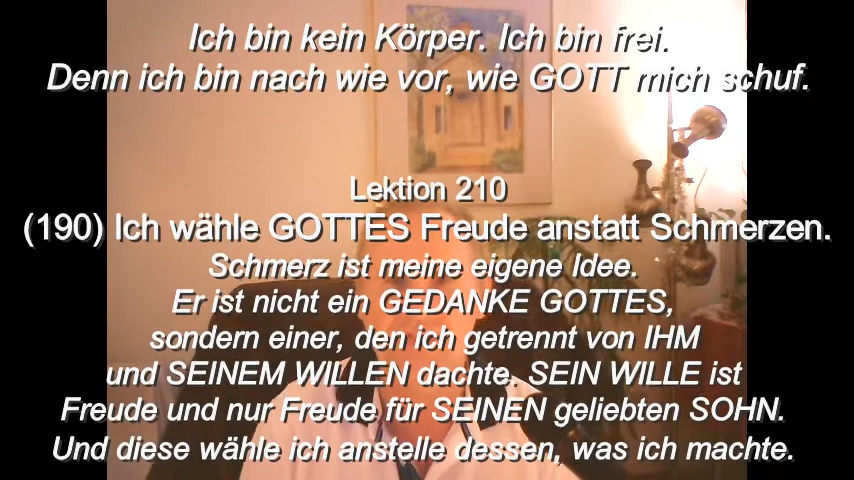 Ich bin kein Körper. Ich bin frei.
Denn ich bin nach wie vor, wie GOTT mich schuf.
Lektion 210
(190) Ich wähle GOTTES Freude anstatt Schmerzen.
Schmerz ist meine eigene Idee.
Er ist nicht ein GEDANKE GOTTES,
sondern einer, den ich getrennt von IHM
und SEINEM WILLEN dachte. SEIN WILLE ist
Freude und nur Freude für SEINEN geliebten SOHN.
Und diese wähle ich anstelle dessen, was ich machte.